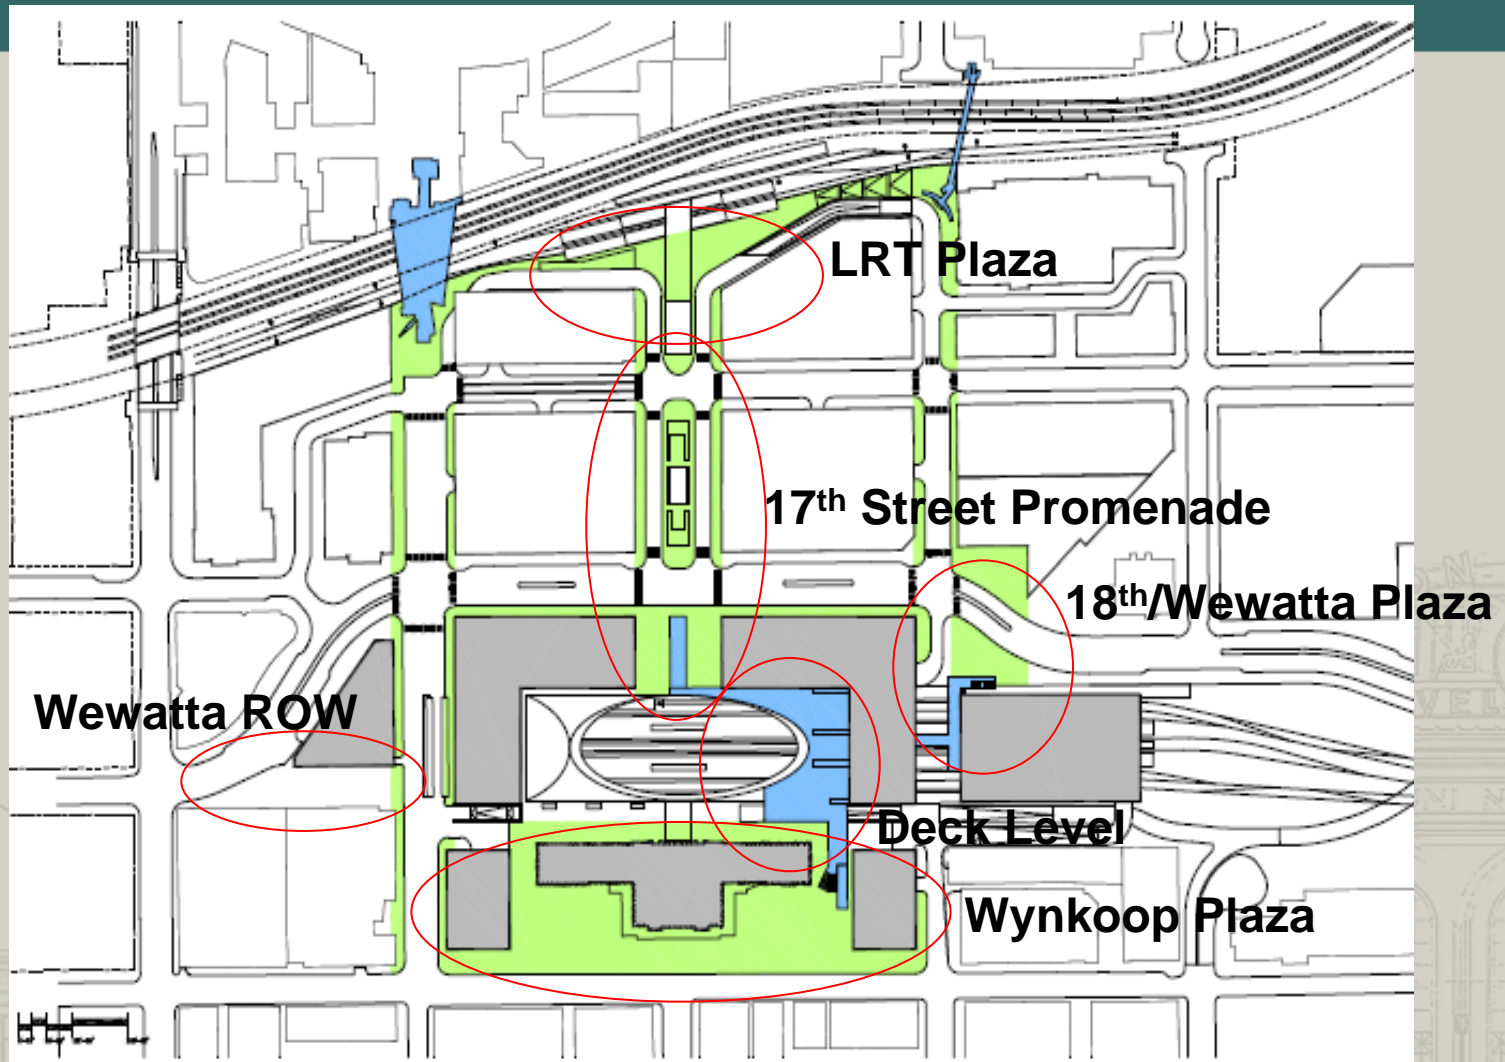 LRT Plaza
17th Street Promenade
18th/Wewatta Plaza
Wewatta ROW
Deck Level
Wynkoop Plaza